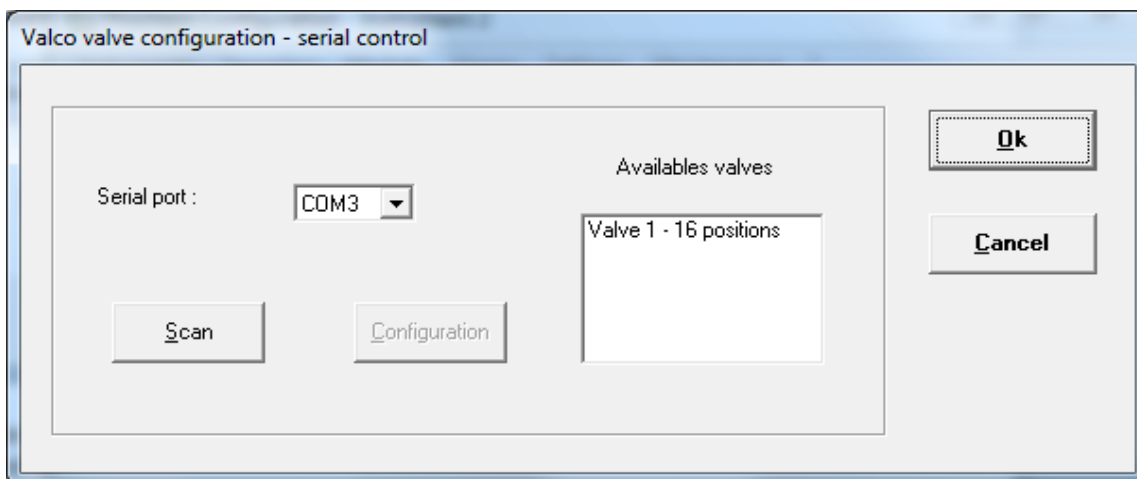 Valco valve configuration - serial control
Serial port :
COM3
Availables valves
Valve 1 - 16 positions
Scan
Configuration
Ok
Cancel